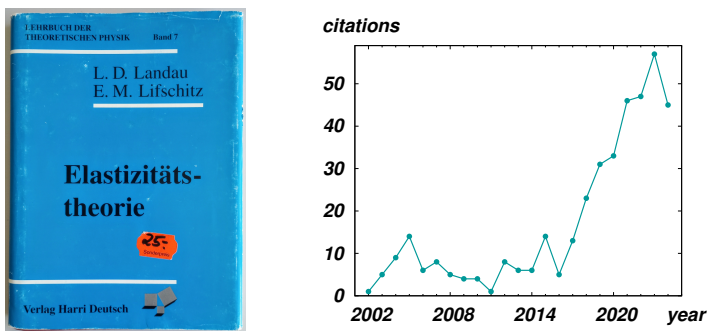 LEHRBUCH DER
THEORETISCHEN PHYSIK Band 7
L. D. Landau
E. M. Lifschitz
Elastizitäts-
theorie
25,-
Sonderpreis
Verlag Harri Deutsch
citations
50
40
30
20
10
0
2002 2008 2014 2020 year